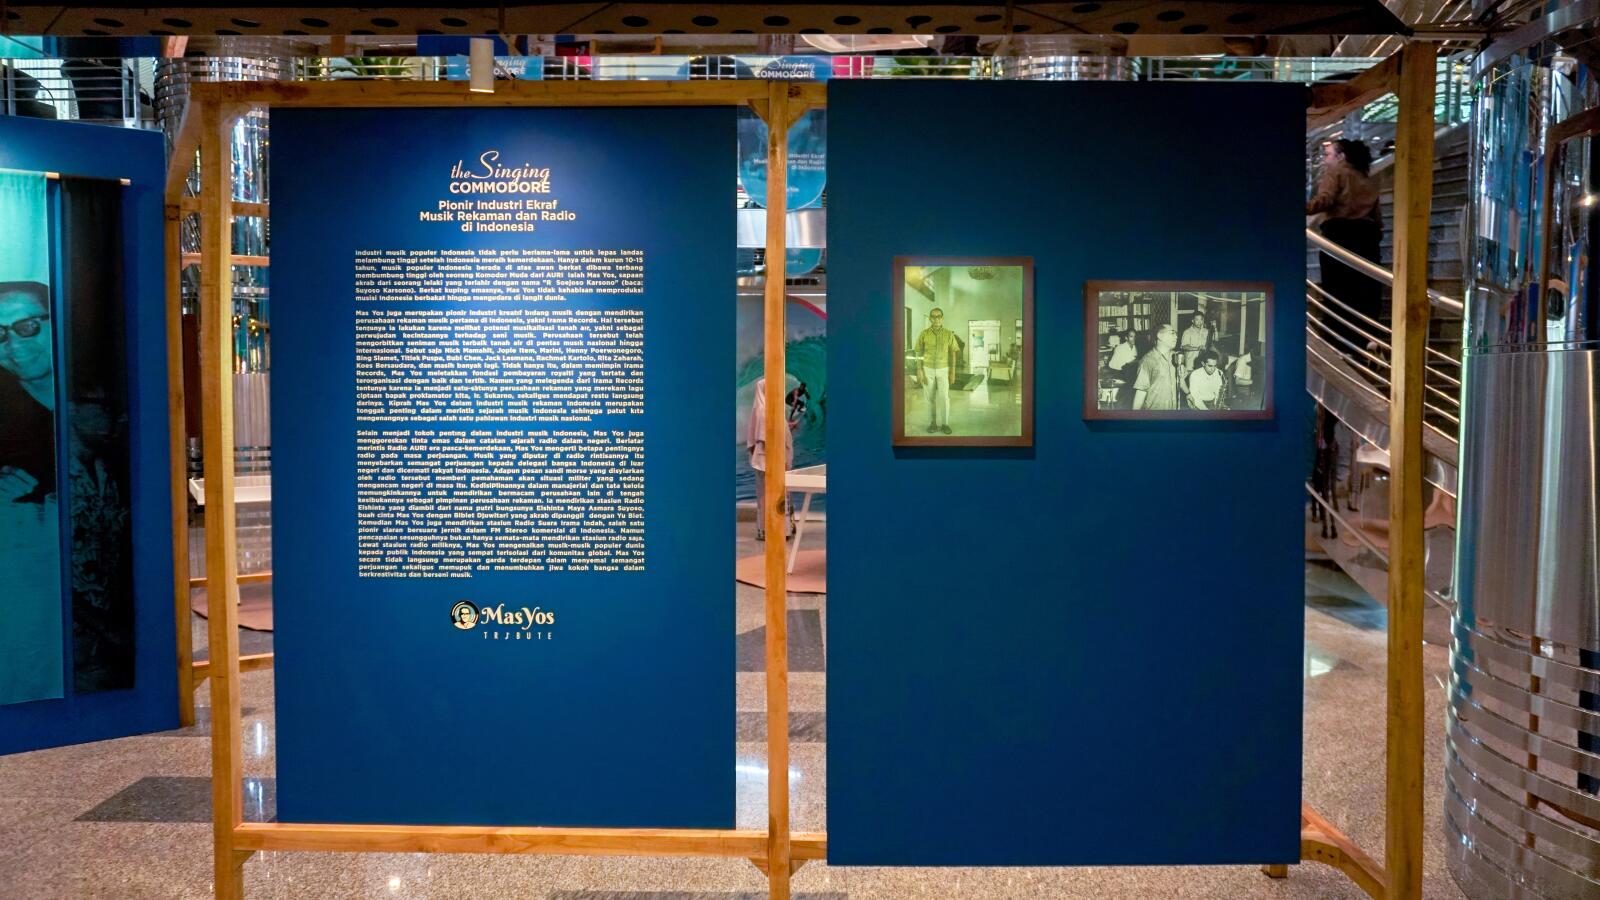 the Singing
COMMODORE
Pionir Industri Ekraf
Musik Rekaman dan Radio
di Indonesia
Industri musik populer Indonesia tidak perlu berlama-lama untuk lepas landas
melambung tinggi setelah Indonesia meraih kemerdekaan. Hanya dalam kurun 10-15
tahun, musik populer Indonesia berada di atas awan berkat dibawa terbang
membumbung tinggi oleh seorang Komodor Muda dari AURI ialah Mas Yos, sapaan
akrab dari seorang lelaki yang terlahir dengan nama "R Soejoso Karsono" (baca:
Suyoso Karsono). Berkat kuping emasnya, Mas Yos tidak kehabisan memproduksi
musisi Indonesia berbakat hingga mengudara di langit dunia.
Mas Yos juga merupakan pionir industri kreatif bidang musik dengan mendirikan
perusahaan rekaman musik pertama di Indonesia, yakni Irama Records. Hal tersebut
tentunya ia lakukan karena melihat potensi musikalisasi tanah air, yakni sebagai
perwujudan kecintaannya terhadap seni musik. Perusahaan tersebut telah
mengorbitkan seniman musik terbaik tanah air di pentas musik nasional hingga
internasional. Sebut saja Nick Mamahit, Jopie Item, Marini, Henny Poerwonegoro,
Bing Slamet, Titiek Puspa, Bubi Chen, Jack Lesmana, Rachmat Kartolo, Rita Zaharah,
Koes Bersaudara, dan masih banyak lagi. Tidak hanya itu, dalam memimpin Irama
Records, Mas Yos meletakkan fondasi pembayaran royalti yang tertata dan
terorganisasi dengan baik dan tertib. Namun yang melegenda dari Irama Records
tentunya karena ia menjadi satu-satunya perusahaan rekaman yang merekam lagu
ciptaan bapak proklamator kita, Ir. Sukarno, sekaligus mendapat restu langsung
darinya. Kiprah Mas Yos dalam industri musik rekaman Indonesia merupakan
tonggak penting dalam merintis sejarah musik Indonesia sehingga patut kita
mengenangnya sebagai salah satu pahlawan industri musik nasional.
Selain menjadi tokoh penting dalam industri musik Indonesia, Mas Yos juga
menggoreskan tinta emas dalam catatan sejarah radio dalam negeri. Berlatar
merintis Radio AURI era pasca-kemerdekaan, Mas Yos mengerti betapa pentingnya
radio pada masa perjuangan. Musik yang diputar di radio rintisannya itu
menyebarkan semangat perjuangan kepada delegasi bangsa Indonesia di luar
negeri dan dicermati rakyat Indonesia. Adapun pesan sandi morse yang disyiarkan
oleh radio tersebut memberi pemahaman akan situasi militer yang sedang
mengancam negeri di masa itu. Kedisiplinannya dalam manajerial dan tata kelola
memungkinkannya untuk mendirikan bermacam perusahaan lain di tengah
kesibukannya sebagai pimpinan perusahaan rekaman. Ia mendirikan stasiun Radio
Elshinta yang diambil dari nama putri bungsunya Elshinta Maya Asmara Suyoso,
buah cinta Mas Yos dengan Biblet Djuwitari yang akrab dipanggil dengan Yu Biet.
Kemudian Mas Yos juga mendirikan stasiun Radio Suara Irama Indah, salah satu
pionir siaran bersuara jernih dalam FM Stereo komersial di Indonesia. Namun
pencapaian sesungguhnya bukan hanya semata-mata mendirikan stasiun radio saja.
Lewat stasiun radio miliknya, Mas Yos mengenalkan musik-musik populer dunia
kepada publik Indonesia yang sempat terisolasi dari komunitas global. Mas Yos
secara tidak langsung merupakan garda terdepan dalam menyemai semangat
perjuangan sekaligus memupuk dan menumbuhkan jiwa kokoh bangsa dalam
berkreativitas dan berseni musik.
Mas Yos
TRIBUTE
the Singing
COMMODORE